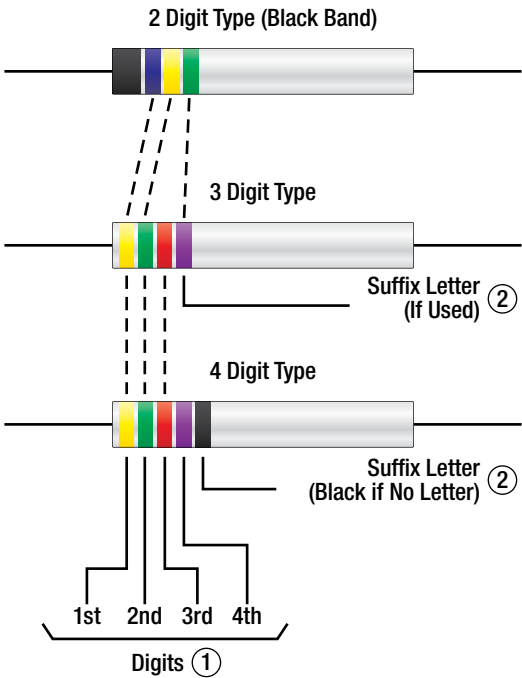 2 Digit Type (Black Band)
3 Digit Type
Suffix Letter
(If Used) ②
4 Digit Type
Suffix Letter
(Black if No Letter) ②
1st 2nd 3rd 4th
Digits ①